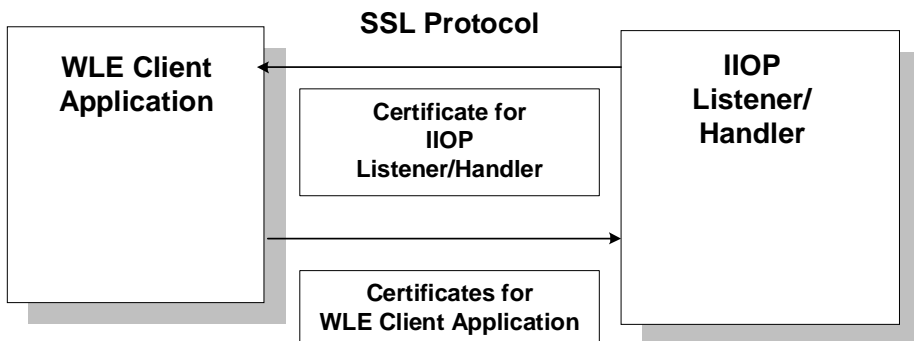 SSL Protocol
WLE Client
Application
IIOP
Listener/
Handler
Certificate for
IIOP
Listener/Handler
Certificates for
WLE Client Application